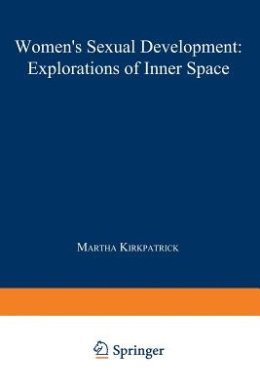 Women's Sexual Development:
Explorations of Inner Space
MARTHA KIRKPATRICK
Springer